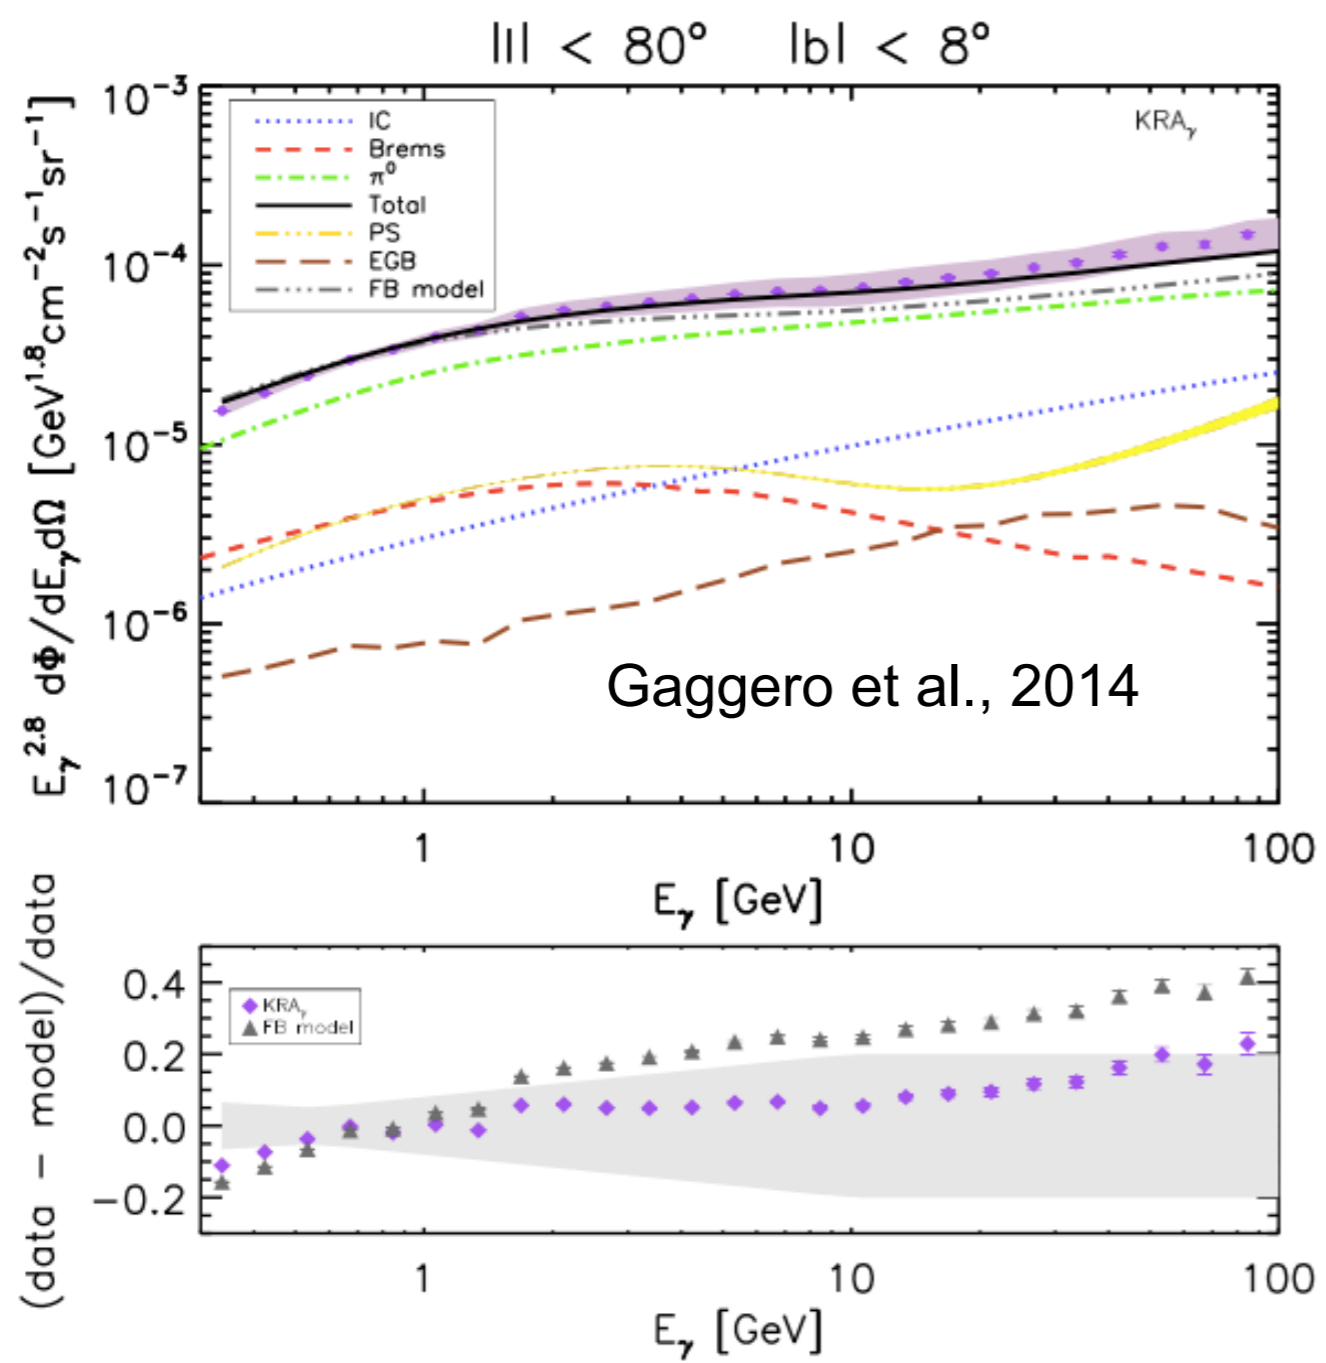 |l| < 80° |b| < 8°
10⁻³
10⁻⁴
10⁻⁵
10⁻⁶
10⁻⁷
E_γ^2.8 dΦ/dE_γdΩ [GeV^1.8cm⁻²s⁻¹sr⁻¹]
IC
Brems
π⁰
Total
PS
EGB
FB model
KRA_γ
Gaggero et al., 2014
1 10 100
E_γ [GeV]
(data − model)/data
0.4
0.2
0.0
−0.2
KRA_γ
FB model
1 10 100
E_γ [GeV]